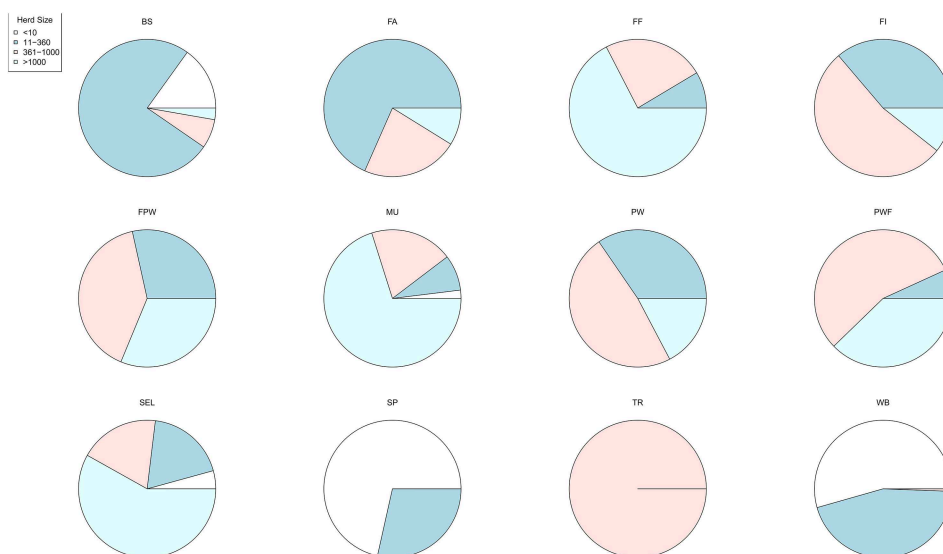 Herd Size
<10
11−360
361−1000
>1000
BS
FA
FF
FI
FPW
MU
PW
PWF
SEL
SP
TR
WB